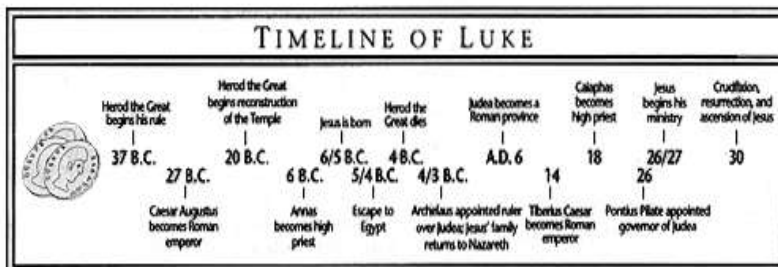 TIMELINE OF LUKE
Herod the Great
begins his rule
37 B.C.
27 B.C.
Caesar Augustus
becomes Roman
emperor
Herod the Great
begins reconstruction
of the Temple
20 B.C.
6 B.C.
Annas
becomes high
priest
Jesus is born
6/5 B.C.
5/4 B.C.
Escape to
Egypt
Herod the
Great dies
4 B.C.
4/3 B.C.
Archelaus appointed ruler
over Judea; Jesus' family
returns to Nazareth
Judea becomes a
Roman province
A.D. 6
14
Tiberius Caesar
becomes Roman
emperor
Caiaphas
becomes
high priest
18
Jesus
begins his
ministry
26/27
26
Pontius Pilate appointed
governor of Judea
Crucifixion,
resurrection, and
ascension of Jesus
30